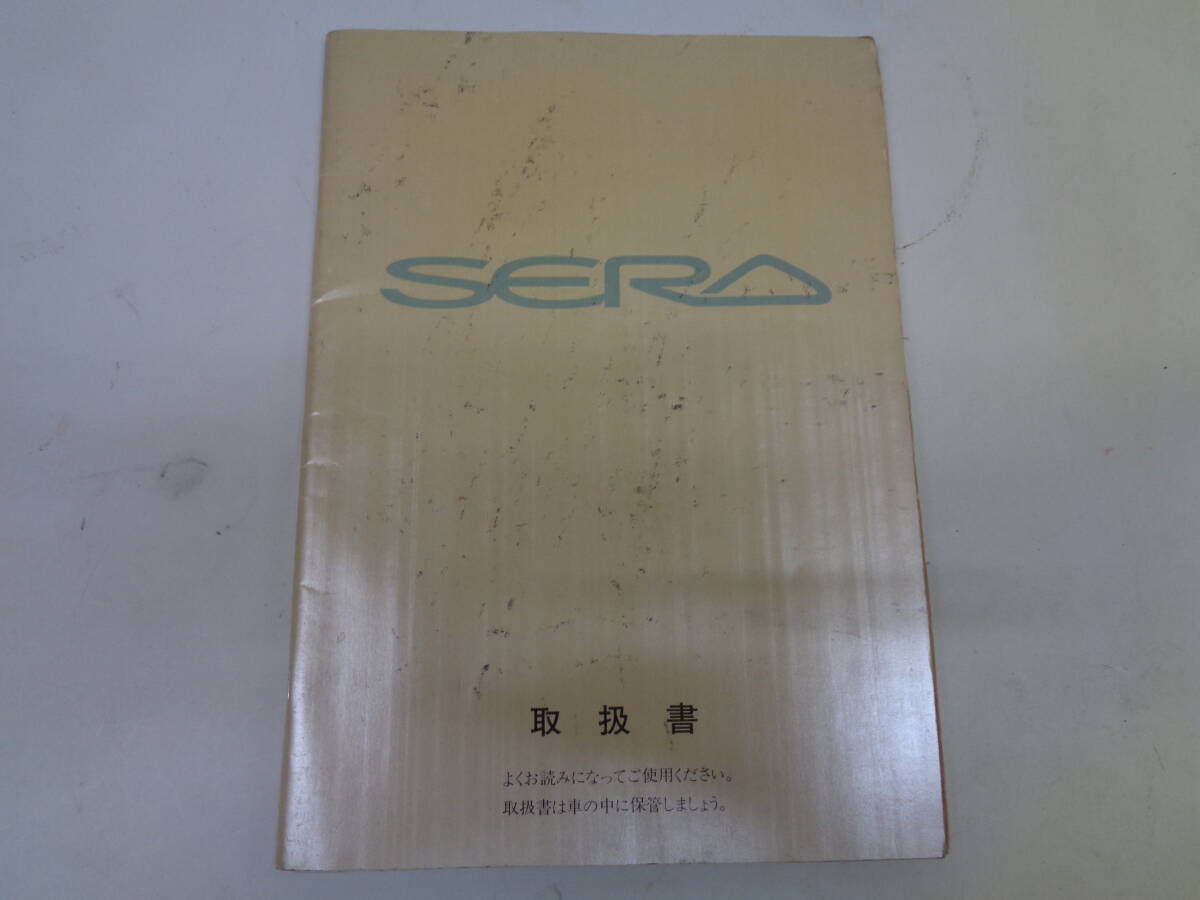 SERA
取扱書
よくお読みになってご使用ください。
取扱書は車の中に保管しましょう。